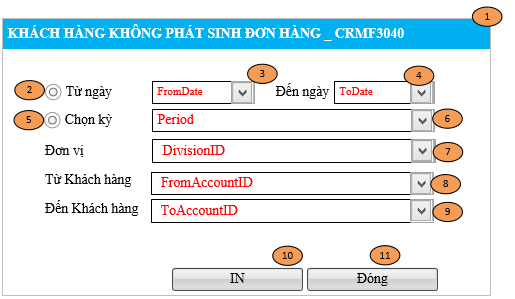 1
KHÁCH HÀNG KHÔNG PHÁT SINH ĐƠN HÀNG _ CRMF3040
2 Từ ngày FromDate 3 Đến ngày ToDate 4
5 Chọn kỳ Period 6
Đơn vị DivisionID 7
Từ Khách hàng FromAccountID 8
Đến Khách hàng ToAccountID 9
10 11
IN Đóng